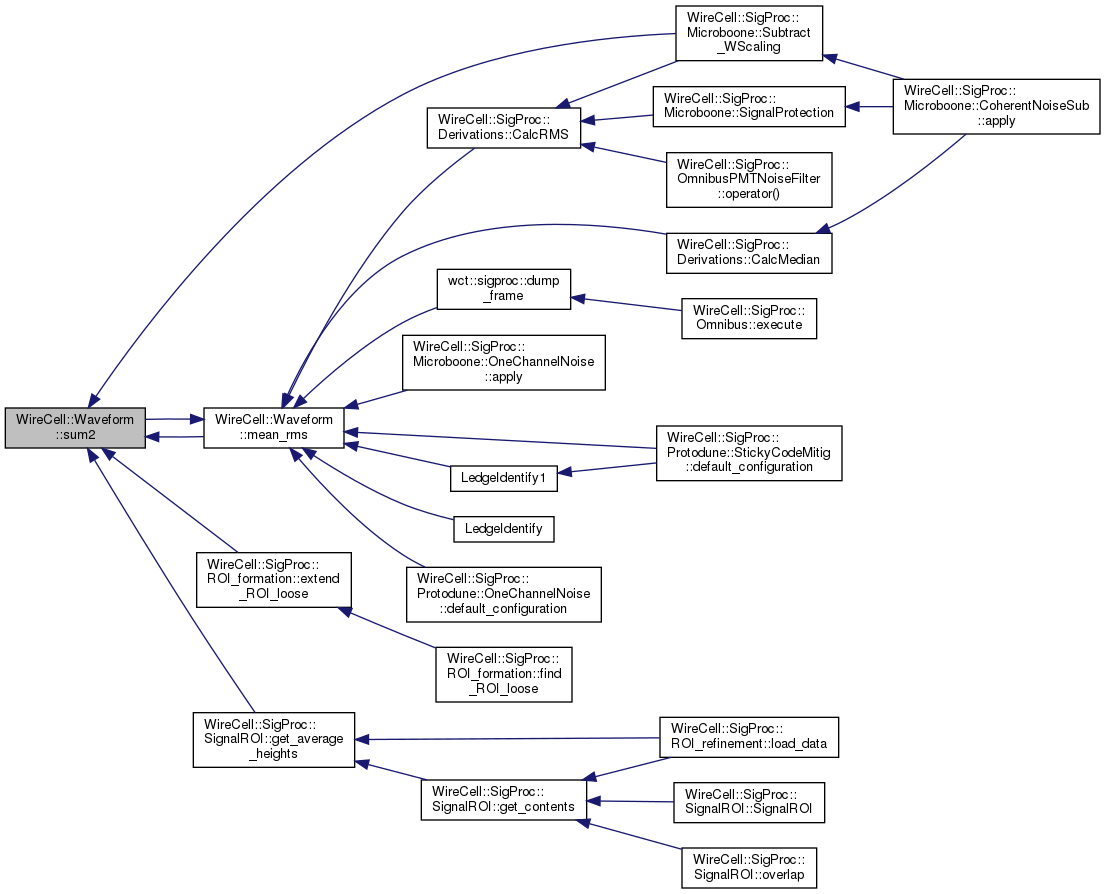 WireCell::SigProc::
Microboone::Subtract
_WScaling
WireCell::SigProc::
Microboone::CoherentNoiseSub
::apply
WireCell::SigProc::
Microboone::SignalProtection
WireCell::SigProc::
Derivations::CalcRMS
WireCell::SigProc::
OmnibusPMTNoiseFilter
::operator()
WireCell::SigProc::
Derivations::CalcMedian
wct::sigproc::dump
_frame
WireCell::SigProc::
Omnibus::execute
WireCell::SigProc::
Microboone::OneChannelNoise
::apply
WireCell::Waveform
::sum2
WireCell::Waveform
::mean_rms
WireCell::SigProc::
Protodune::StickyCodeMitig
::default_configuration
LedgeIdentify1
LedgeIdentify
WireCell::SigProc::
ROI_formation::extend
_ROI_loose
WireCell::SigProc::
Protodune::OneChannelNoise
::default_configuration
WireCell::SigProc::
ROI_formation::find
_ROI_loose
WireCell::SigProc::
SignalROI::get_average
_heights
WireCell::SigProc::
ROI_refinement::load_data
WireCell::SigProc::
SignalROI::get_contents
WireCell::SigProc::
SignalROI::SignalROI
WireCell::SigProc::
SignalROI::overlap